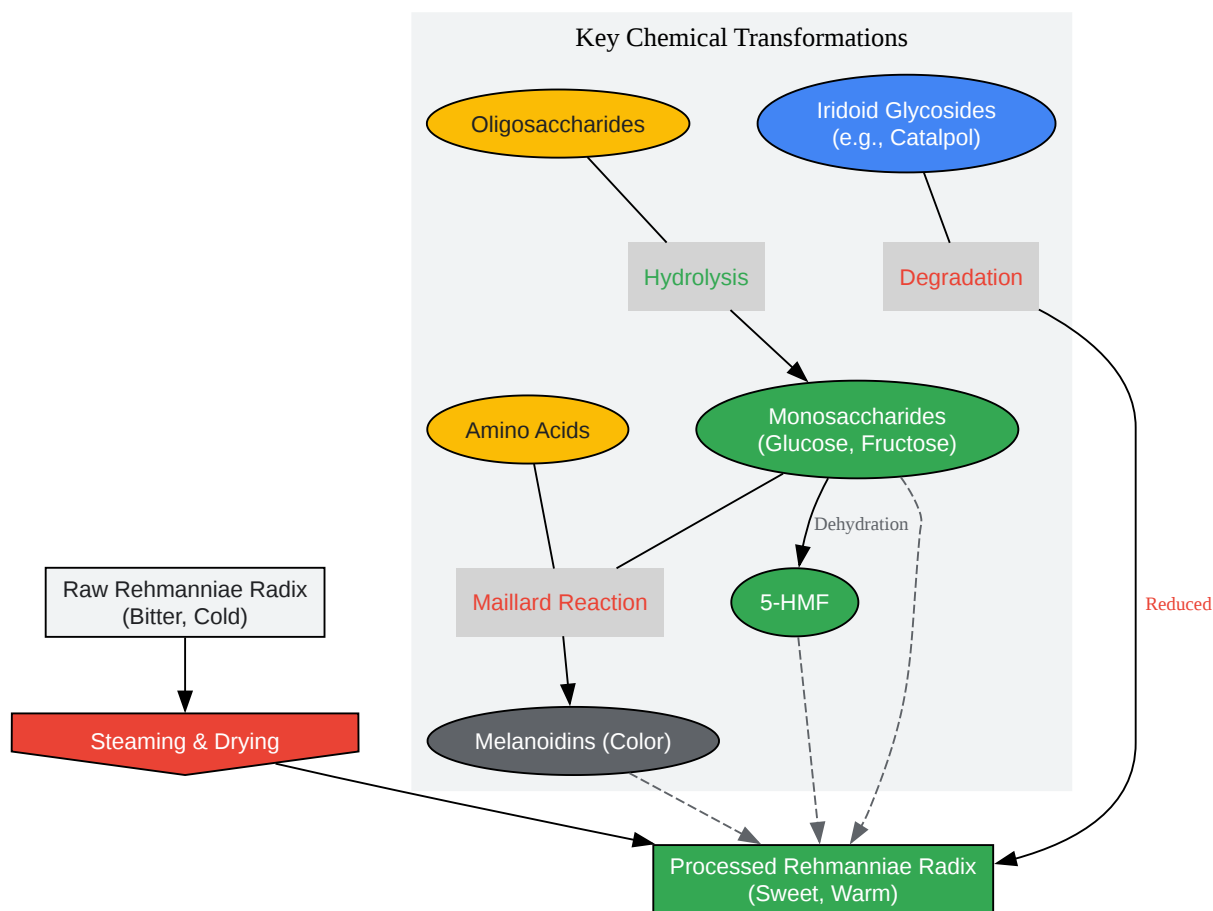 Key Chemical Transformations
Oligosaccharides
Iridoid Glycosides
(e.g., Catalpol)
Hydrolysis
Degradation
Amino Acids
Monosaccharides
(Glucose, Fructose)
Dehydration
Raw Rehmanniae Radix
(Bitter, Cold)
Maillard Reaction
5-HMF
Reduced
Steaming & Drying
Melanoidins (Color)
Processed Rehmanniae Radix
(Sweet, Warm)